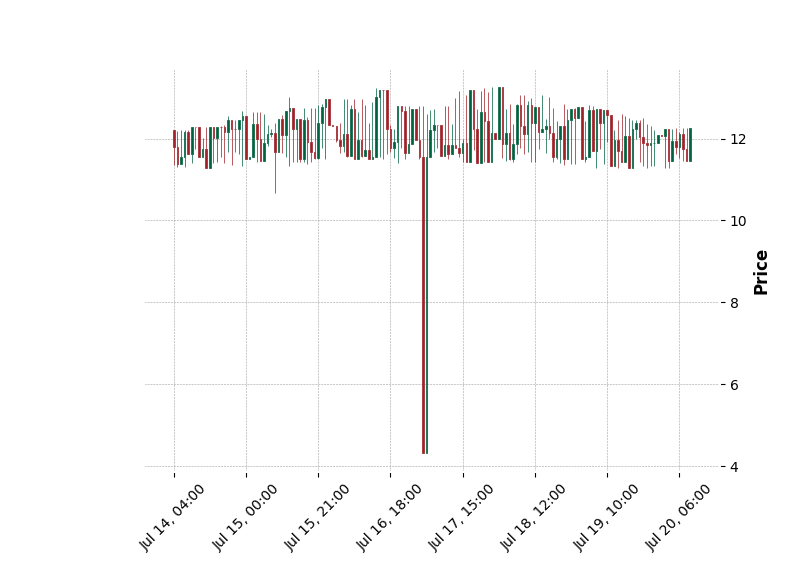 12
10
8
6
4
Price
Jul 14, 04:00
Jul 15, 00:00
Jul 15, 21:00
Jul 16, 18:00
Jul 17, 15:00
Jul 18, 12:00
Jul 19, 10:00
Jul 20, 06:00